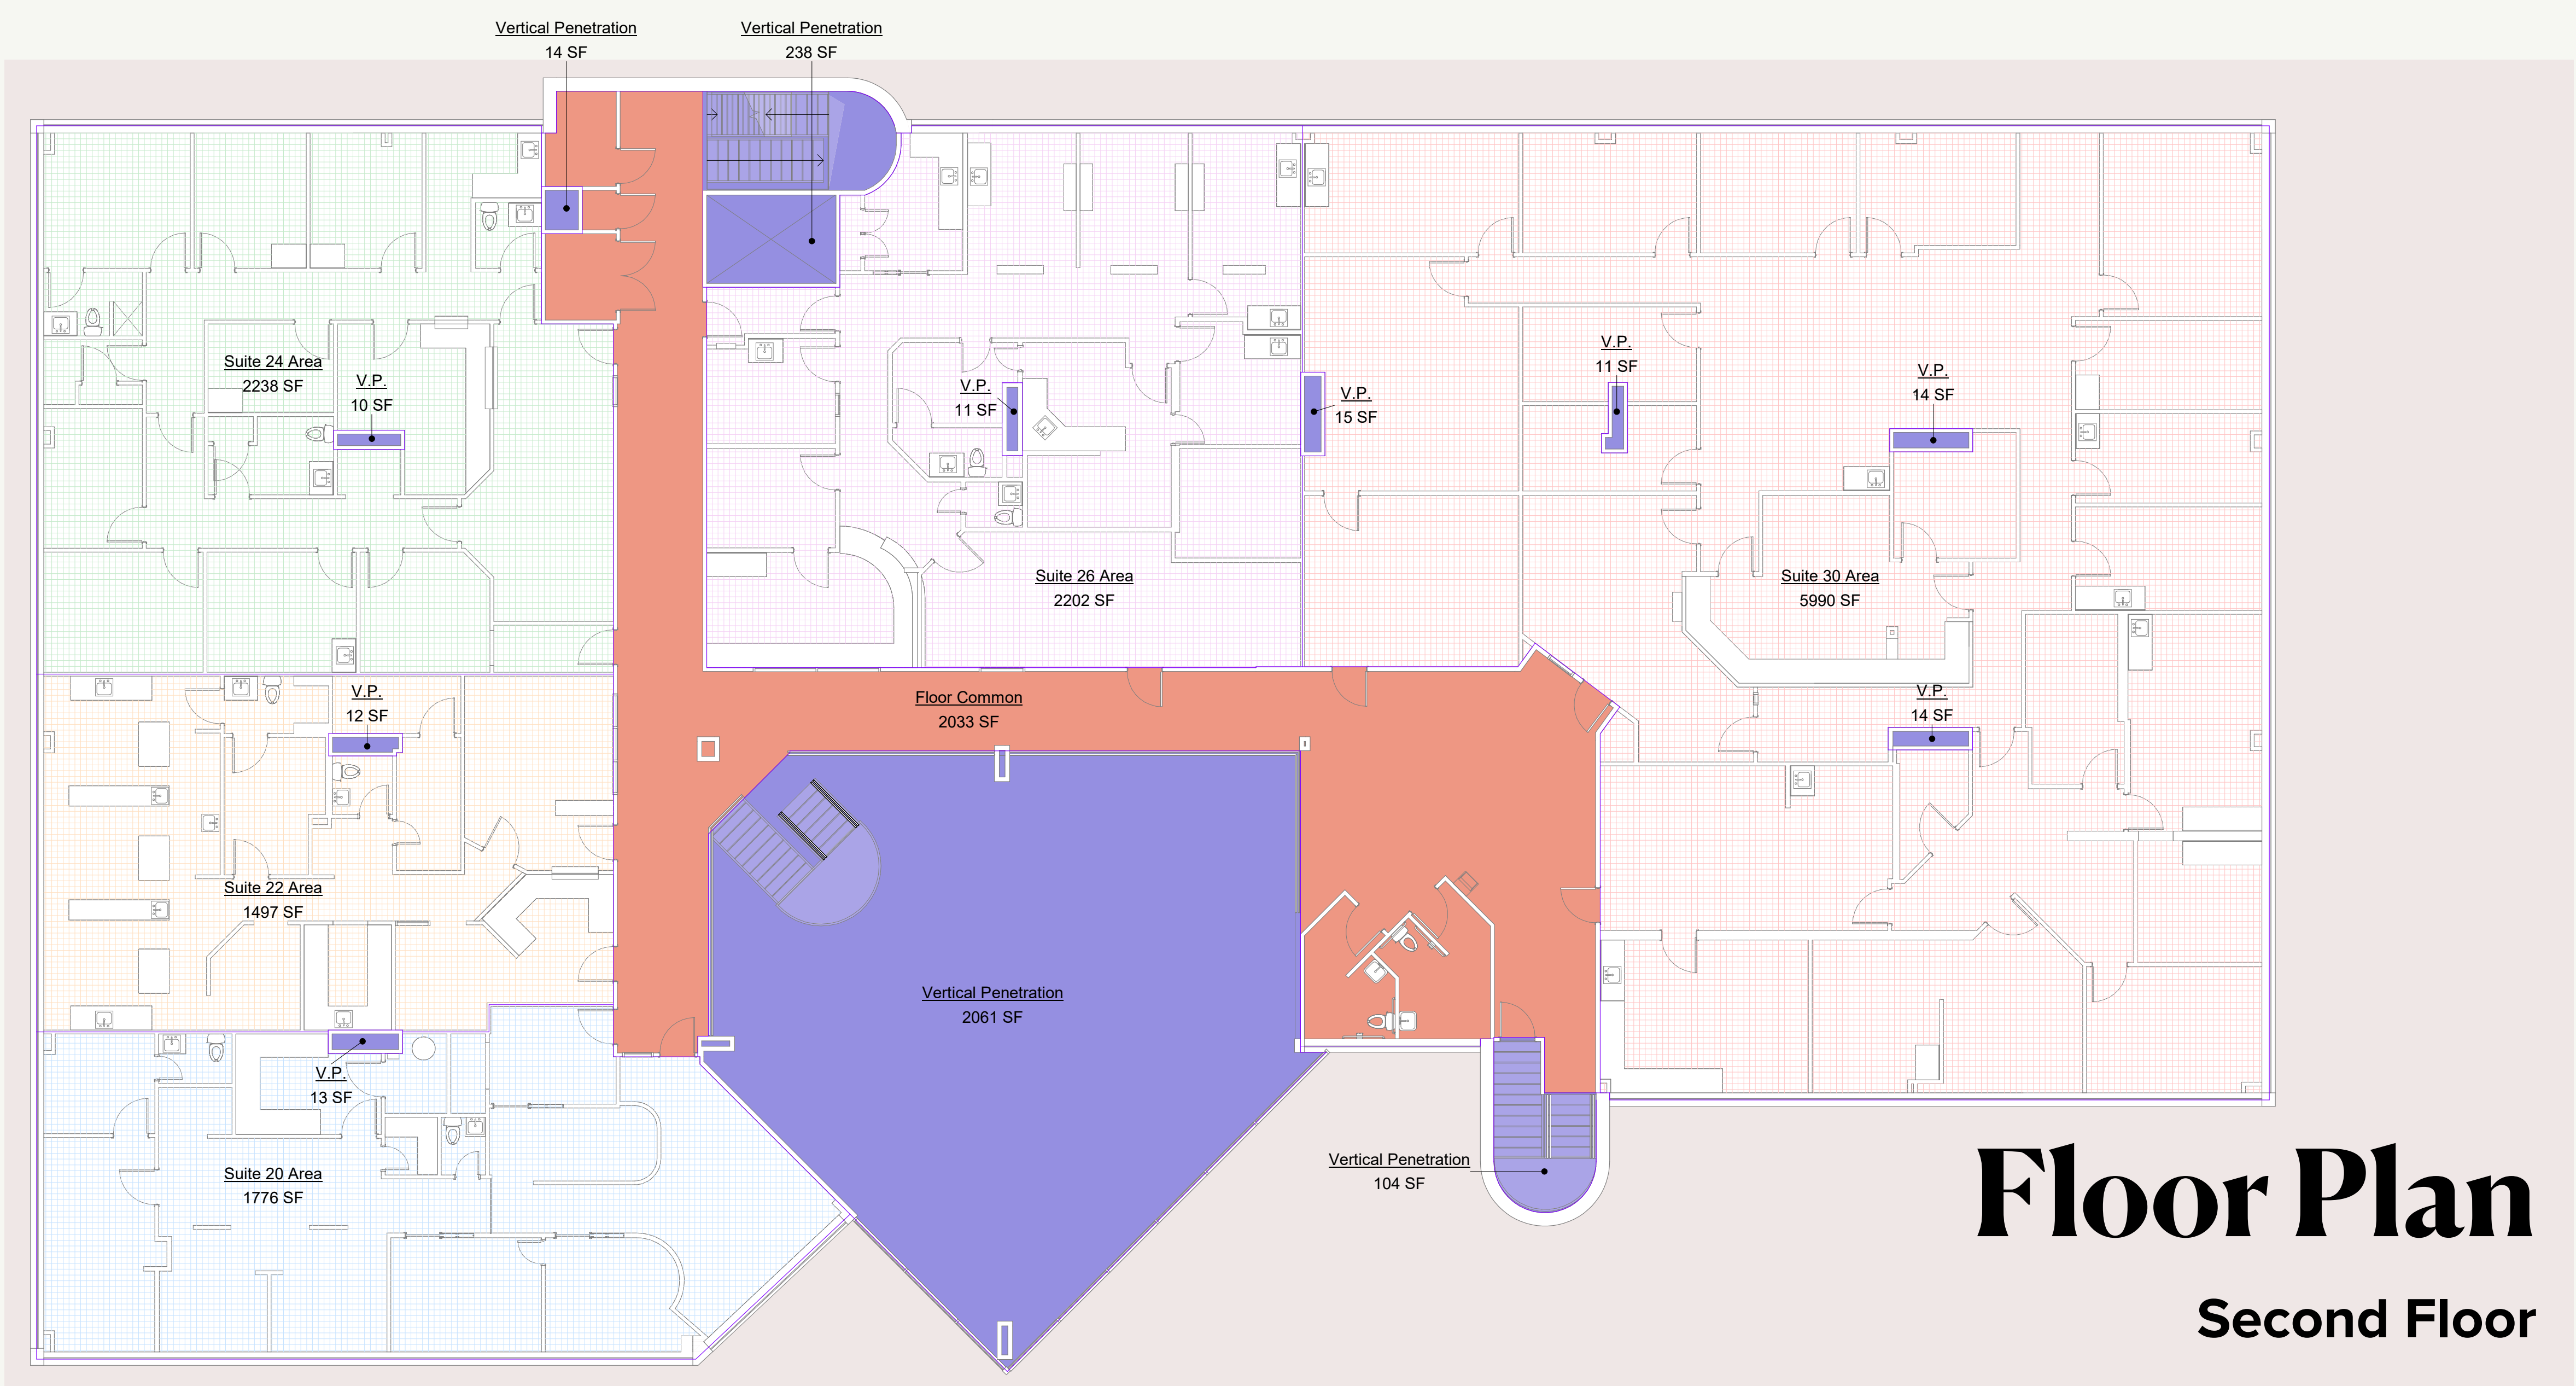 Vertical Penetration
14 SF
Vertical Penetration
238 SF
Suite 24 Area
2238 SF
V.P.
10 SF
V.P.
11 SF
V.P.
15 SF
V.P.
11 SF
V.P.
14 SF
Suite 26 Area
2202 SF
Suite 30 Area
5990 SF
V.P.
12 SF
Floor Common
2033 SF
V.P.
14 SF
Suite 22 Area
1497 SF
Vertical Penetration
2061 SF
V.P.
13 SF
Suite 20 Area
1776 SF
Vertical Penetration
104 SF
Floor Plan
Second Floor